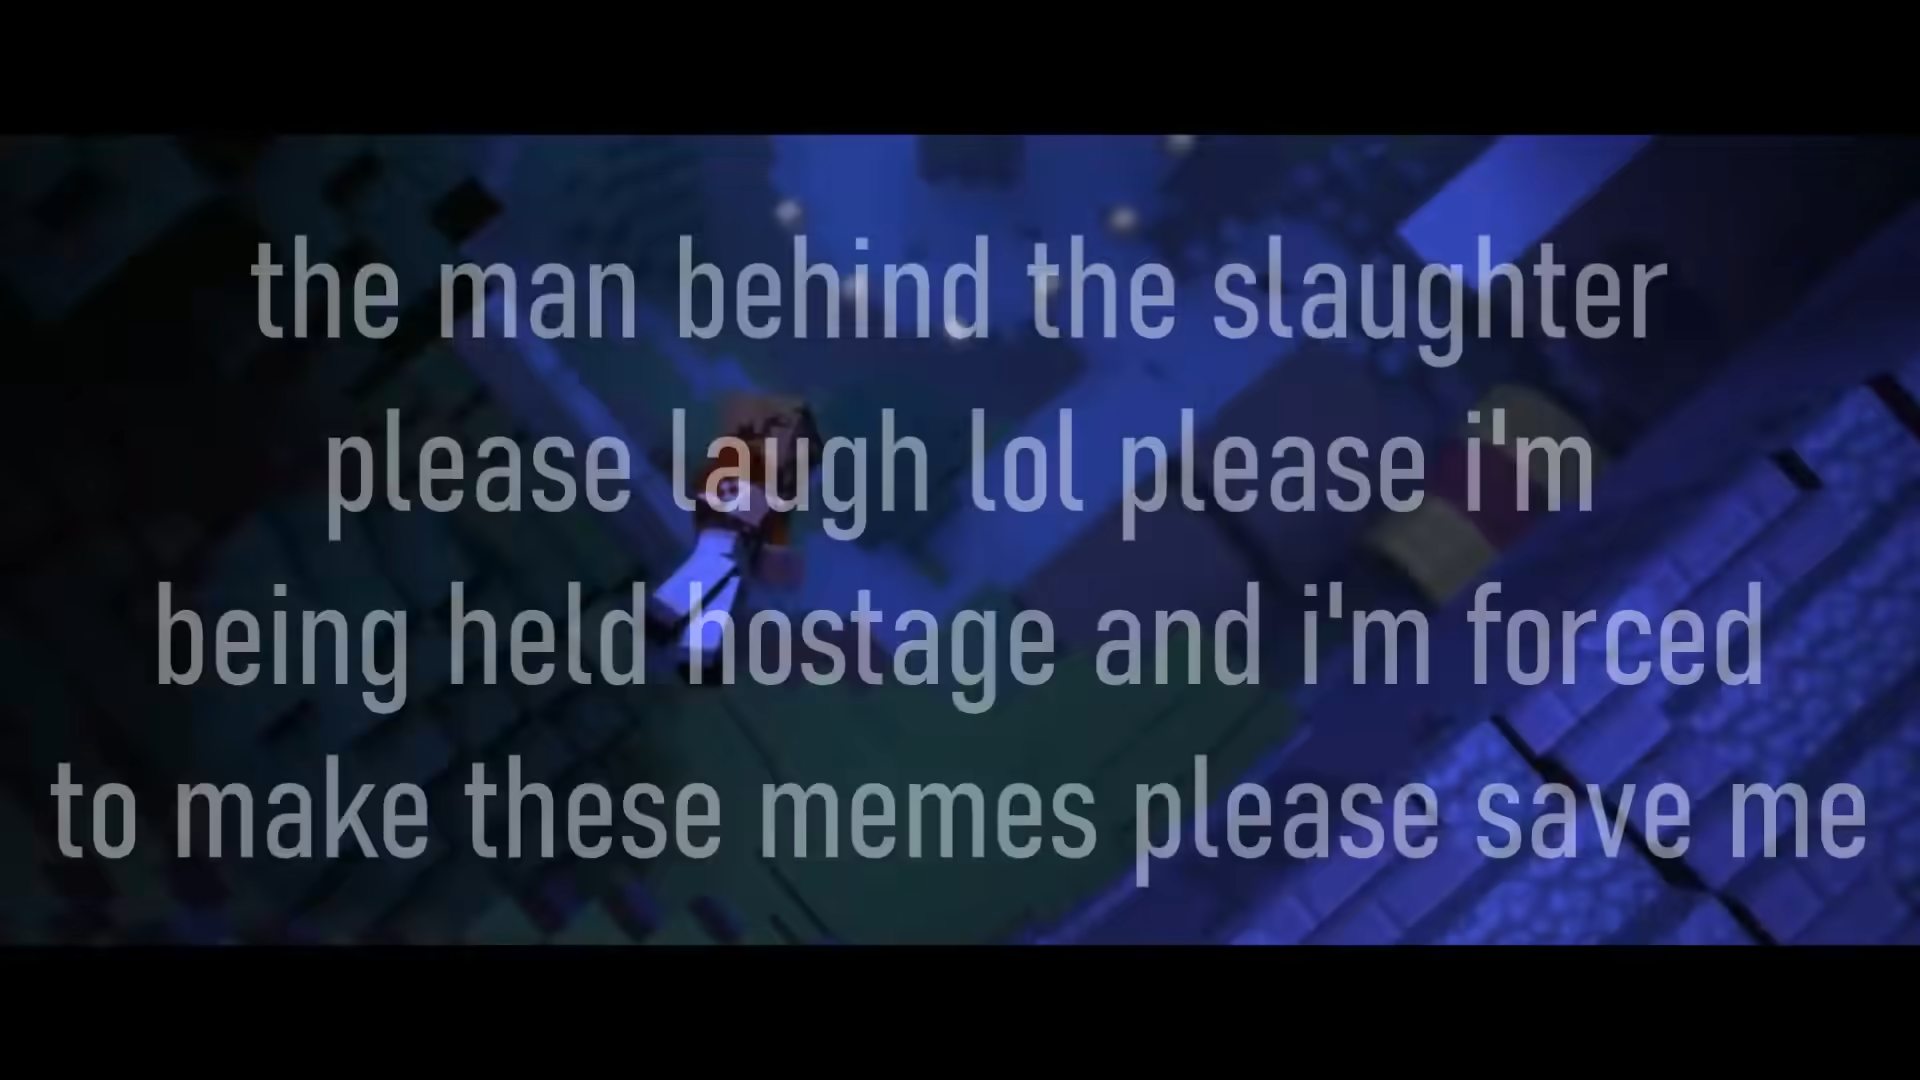 the man behind the slaughter
please laugh lol please i'm
being held hostage and i'm forced
to make these memes please save me